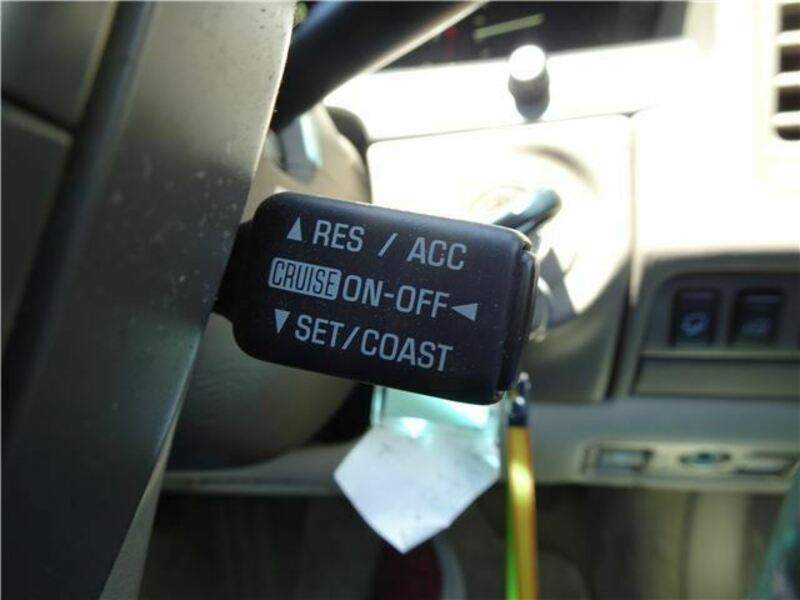 ▲ RES / ACC
CRUISE ON-OFF ◄
▼ SET/COAST